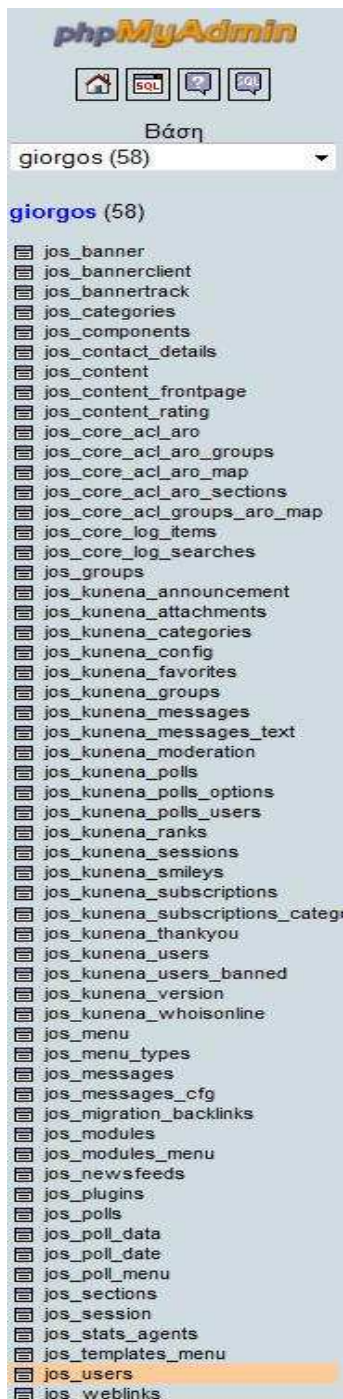 phpMyAdmin
SQL ? SQL
Βάση
giorgos (58)
giorgos (58)
jos_banner
jos_bannerclient
jos_bannertrack
jos_categories
jos_components
jos_contact_details
jos_content
jos_content_frontpage
jos_content_rating
jos_core_acl_aro
jos_core_acl_aro_groups
jos_core_acl_aro_map
jos_core_acl_aro_sections
jos_core_acl_groups_aro_map
jos_core_log_items
jos_core_log_searches
jos_groups
jos_kunena_announcement
jos_kunena_attachments
jos_kunena_categories
jos_kunena_config
jos_kunena_favorites
jos_kunena_groups
jos_kunena_messages
jos_kunena_messages_text
jos_kunena_moderation
jos_kunena_polls
jos_kunena_polls_options
jos_kunena_polls_users
jos_kunena_ranks
jos_kunena_sessions
jos_kunena_smileys
jos_kunena_subscriptions
jos_kunena_subscriptions_catego
jos_kunena_thankyou
jos_kunena_users
jos_kunena_users_banned
jos_kunena_version
jos_kunena_whoisonline
jos_menu
jos_menu_types
jos_messages
jos_messages_cfg
jos_migration_backlinks
jos_modules
jos_modules_menu
jos_newsfeeds
jos_plugins
jos_polls
jos_poll_data
jos_poll_date
jos_poll_menu
jos_sections
jos_session
jos_stats_agents
jos_templates_menu
jos_users
jos_weblinks